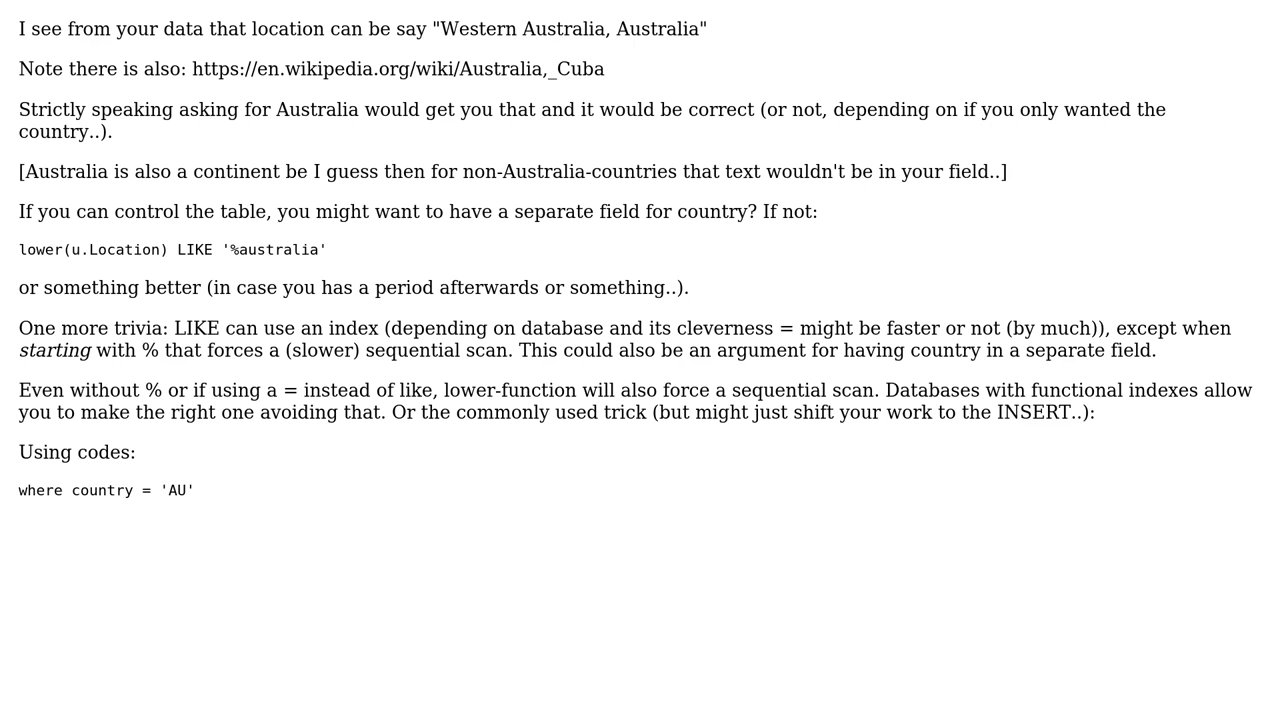 I see from your data that location can be say "Western Australia, Australia"
Note there is also: https://en.wikipedia.org/wiki/Australia,_Cuba
Strictly speaking asking for Australia would get you that and it would be correct (or not, depending on if you only wanted the
country..).
[Australia is also a continent be I guess then for non-Australia-countries that text wouldn't be in your field..]
If you can control the table, you might want to have a separate field for country? If not:
lower(u.Location) LIKE '%australia'
or something better (in case you has a period afterwards or something..).
One more trivia: LIKE can use an index (depending on database and its cleverness = might be faster or not (by much)), except when
starting with % that forces a (slower) sequential scan. This could also be an argument for having country in a separate field.
Even without % or if using a = instead of like, lower-function will also force a sequential scan. Databases with functional indexes allow
you to make the right one avoiding that. Or the commonly used trick (but might just shift your work to the INSERT..):
Using codes:
where country = 'AU'